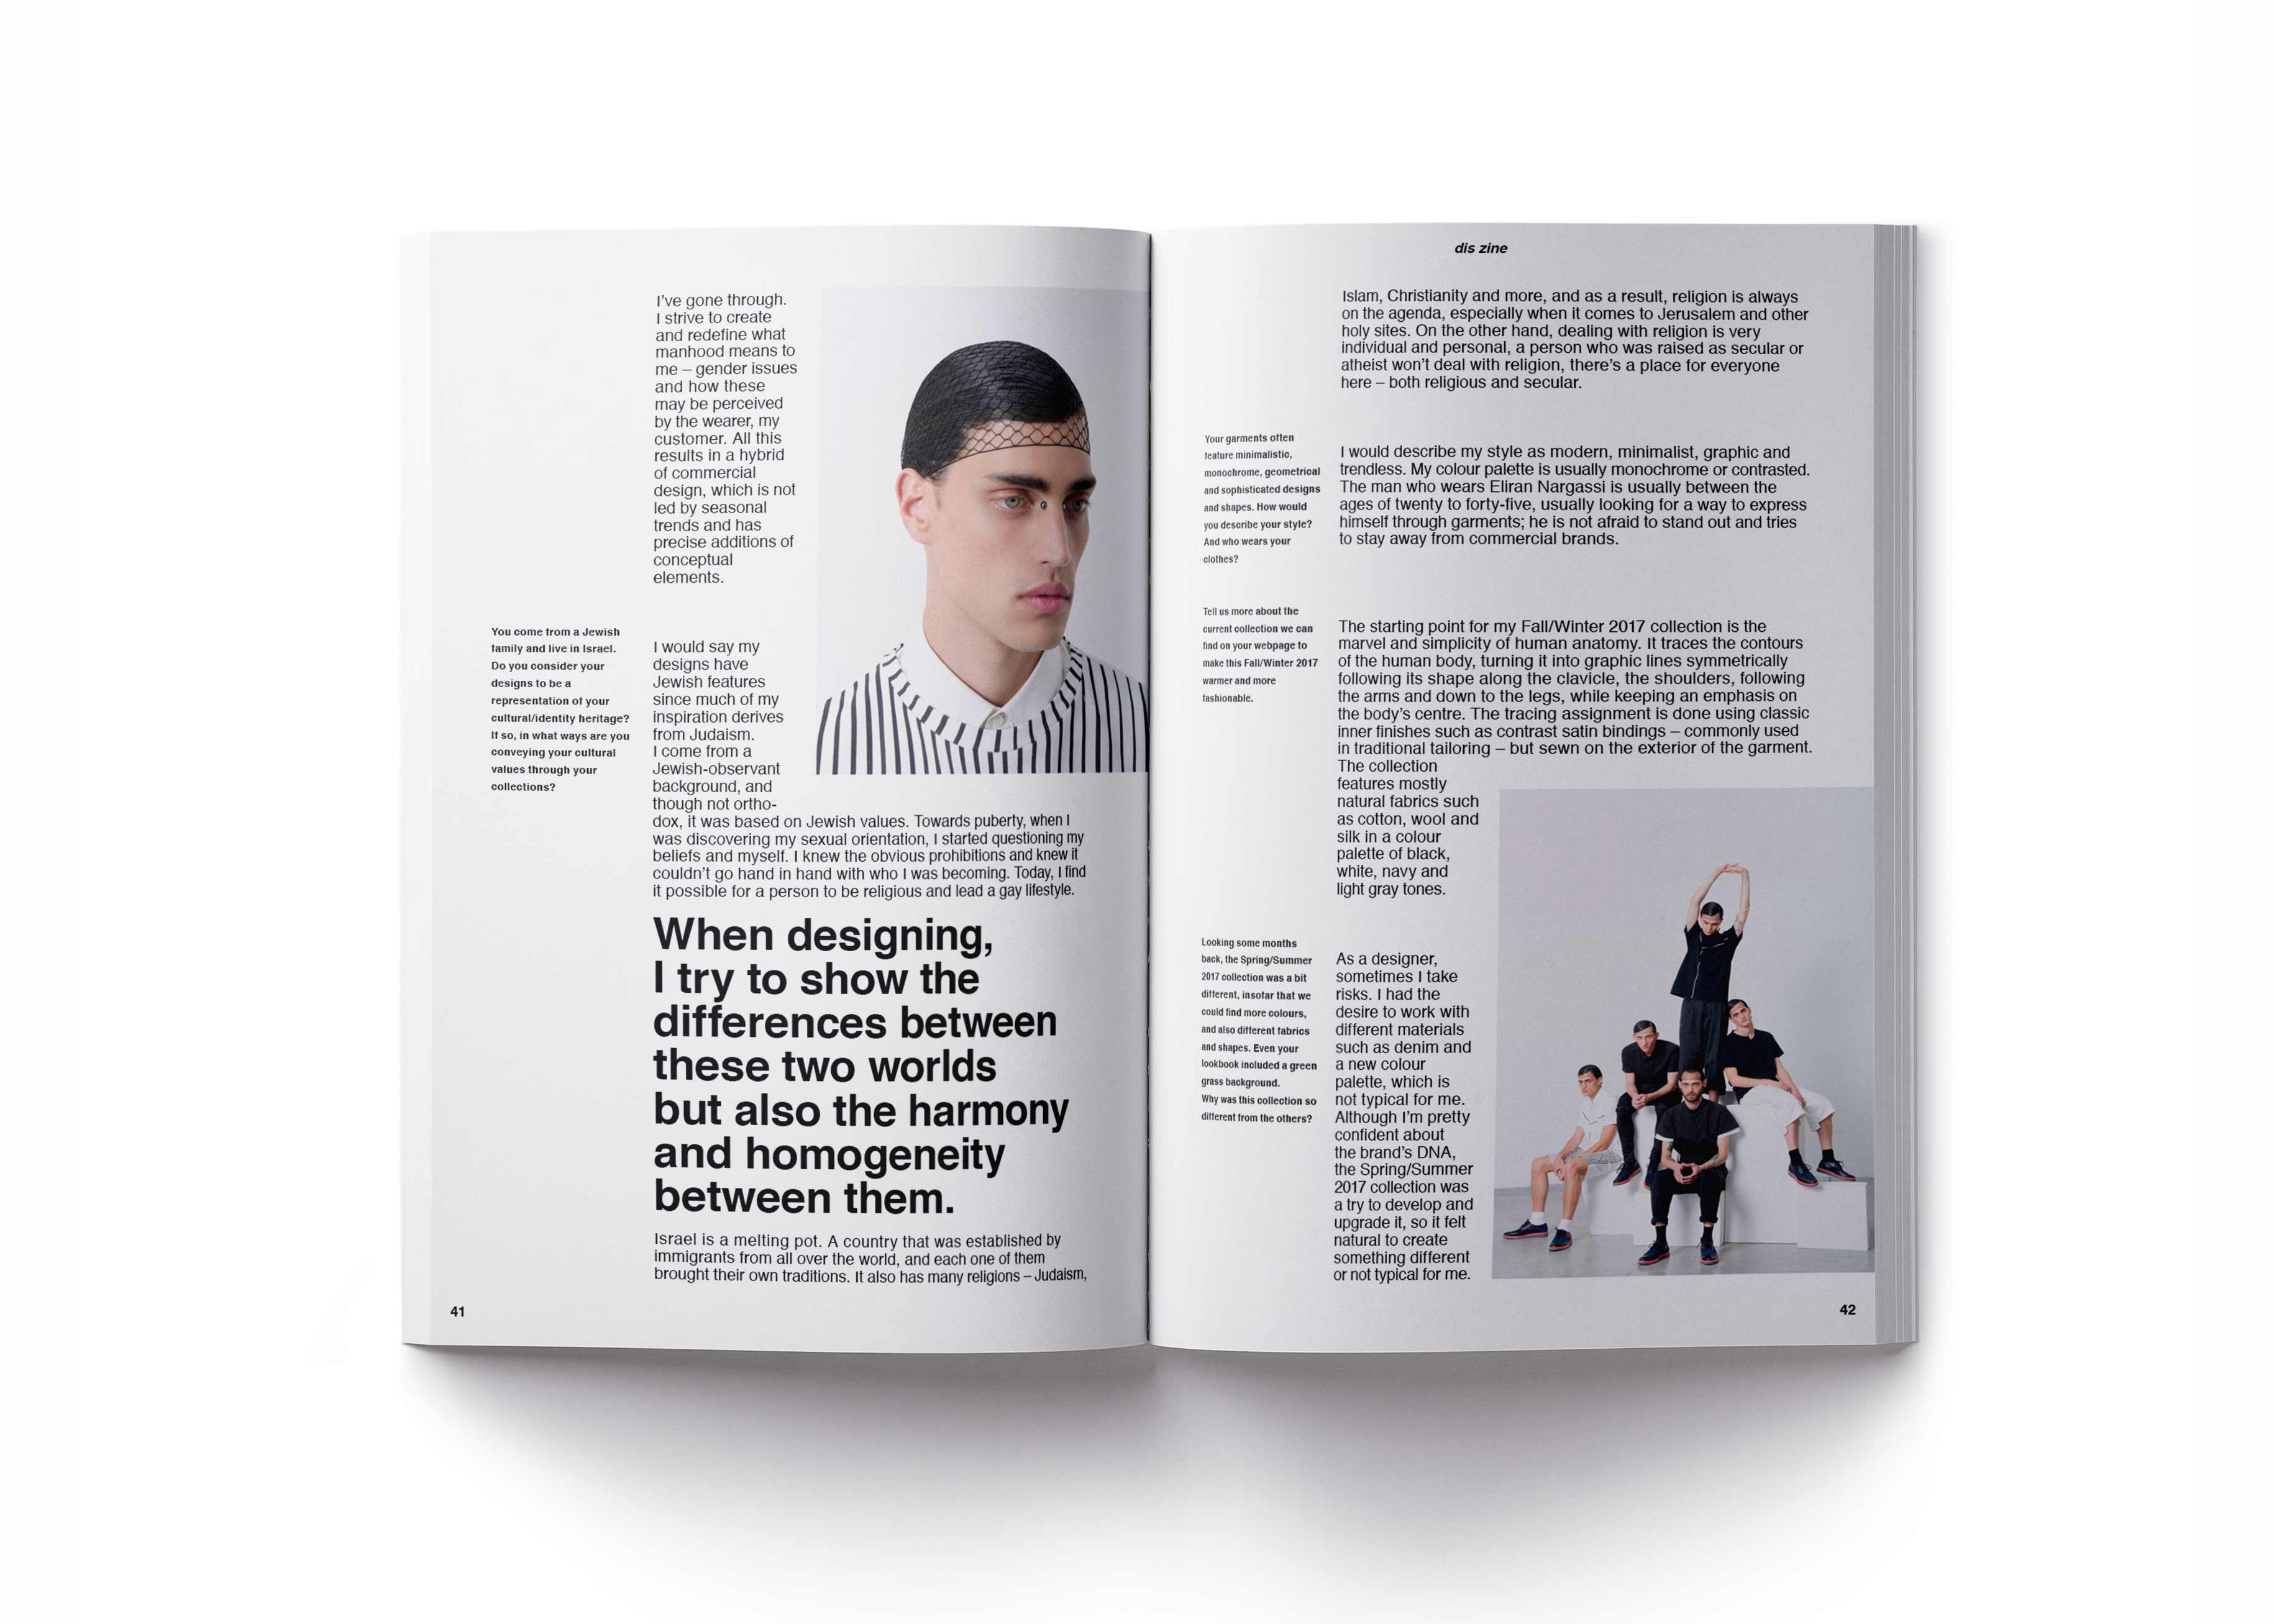 I've gone through.
I strive to create
and redefine what
manhood means to
me – gender issues
and how these
may be perceived
by the wearer, my
customer. All this
results in a hybrid
of commercial
design, which is not
led by seasonal
trends and has
precise additions of
conceptual
elements.
You come from a Jewish
family and live in Israel.
Do you consider your
designs to be a
representation of your
cultural/identity heritage?
If so, in what ways are you
conveying your cultural
values through your
collections?
I would say my
designs have
Jewish features
since much of my
inspiration derives
from Judaism.
I come from a
Jewish-observant
background, and
though not ortho-
dox, it was based on Jewish values. Towards puberty, when I
was discovering my sexual orientation, I started questioning my
beliefs and myself. I knew the obvious prohibitions and knew it
couldn't go hand in hand with who I was becoming. Today, I find
it possible for a person to be religious and lead a gay lifestyle.
When designing,
I try to show the
differences between
these two worlds
but also the harmony
and homogeneity
between them.
Israel is a melting pot. A country that was established by
immigrants from all over the world, and each one of them
brought their own traditions. It also has many religions – Judaism,
41
dis zine
Islam, Christianity and more, and as a result, religion is always
on the agenda, especially when it comes to Jerusalem and other
holy sites. On the other hand, dealing with religion is very
individual and personal, a person who was raised as secular or
atheist won't deal with religion, there's a place for everyone
here – both religious and secular.
Your garments often
feature minimalistic,
monochrome, geometrical
and sophisticated designs
and shapes. How would
you describe your style?
And who wears your
clothes?
I would describe my style as modern, minimalist, graphic and
trendless. My colour palette is usually monochrome or contrasted.
The man who wears Eliran Nargassi is usually between the
ages of twenty to forty-five, usually looking for a way to express
himself through garments; he is not afraid to stand out and tries
to stay away from commercial brands.
Tell us more about the
current collection we can
find on your webpage to
make this Fall/Winter 2017
warmer and more
fashionable.
The starting point for my Fall/Winter 2017 collection is the
marvel and simplicity of human anatomy. It traces the contours
of the human body, turning it into graphic lines symmetrically
following its shape along the clavicle, the shoulders, following
the arms and down to the legs, while keeping an emphasis on
the body's centre. The tracing assignment is done using classic
inner finishes such as contrast satin bindings – commonly used
in traditional tailoring – but sewn on the exterior of the garment.
The collection
features mostly
natural fabrics such
as cotton, wool and
silk in a colour
palette of black,
white, navy and
light gray tones.
Looking some months
back, the Spring/Summer
2017 collection was a bit
different, insofar that we
could find more colours,
and also different fabrics
and shapes. Even your
lookbook included a green
grass background.
Why was this collection so
different from the others?
As a designer,
sometimes I take
risks. I had the
desire to work with
different materials
such as denim and
a new colour
palette, which is
not typical for me.
Although I'm pretty
confident about
the brand's DNA,
the Spring/Summer
2017 collection was
a try to develop and
upgrade it, so it felt
natural to create
something different
or not typical for me.
42